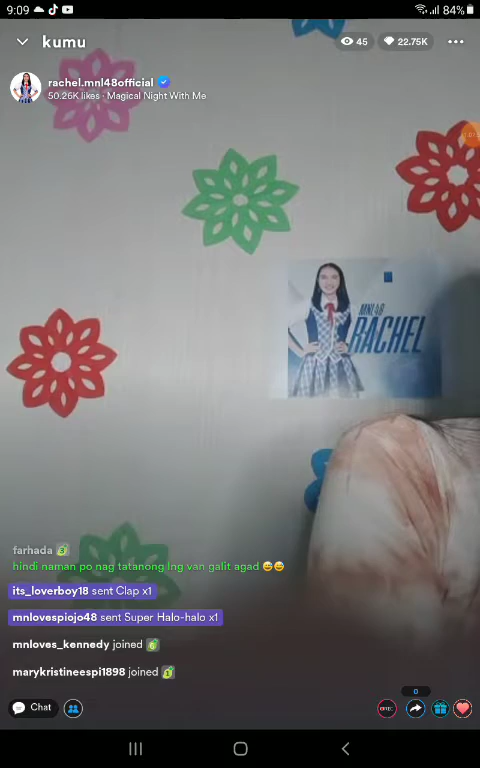 9:09
84%
kumu
45
22.75K
rachel.mnl48official
50.26K likes · Magical Night With Me
MNL48
RACHEL
farhada
hindi naman po nag tatanong lng van galit agad 😅😅
its_loverboy18 sent Clap x1
mnlovespiojo48 sent Super Halo-halo x1
mnloves_kennedy joined
marykristineespi1898 joined
0
Chat